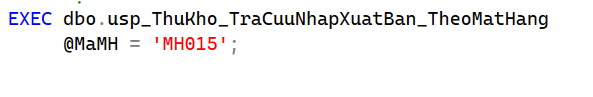 EXEC dbo.usp_ThuKho_TraCuuNhapXuatBan_TheoMatHang
@MaMH = 'MH015';